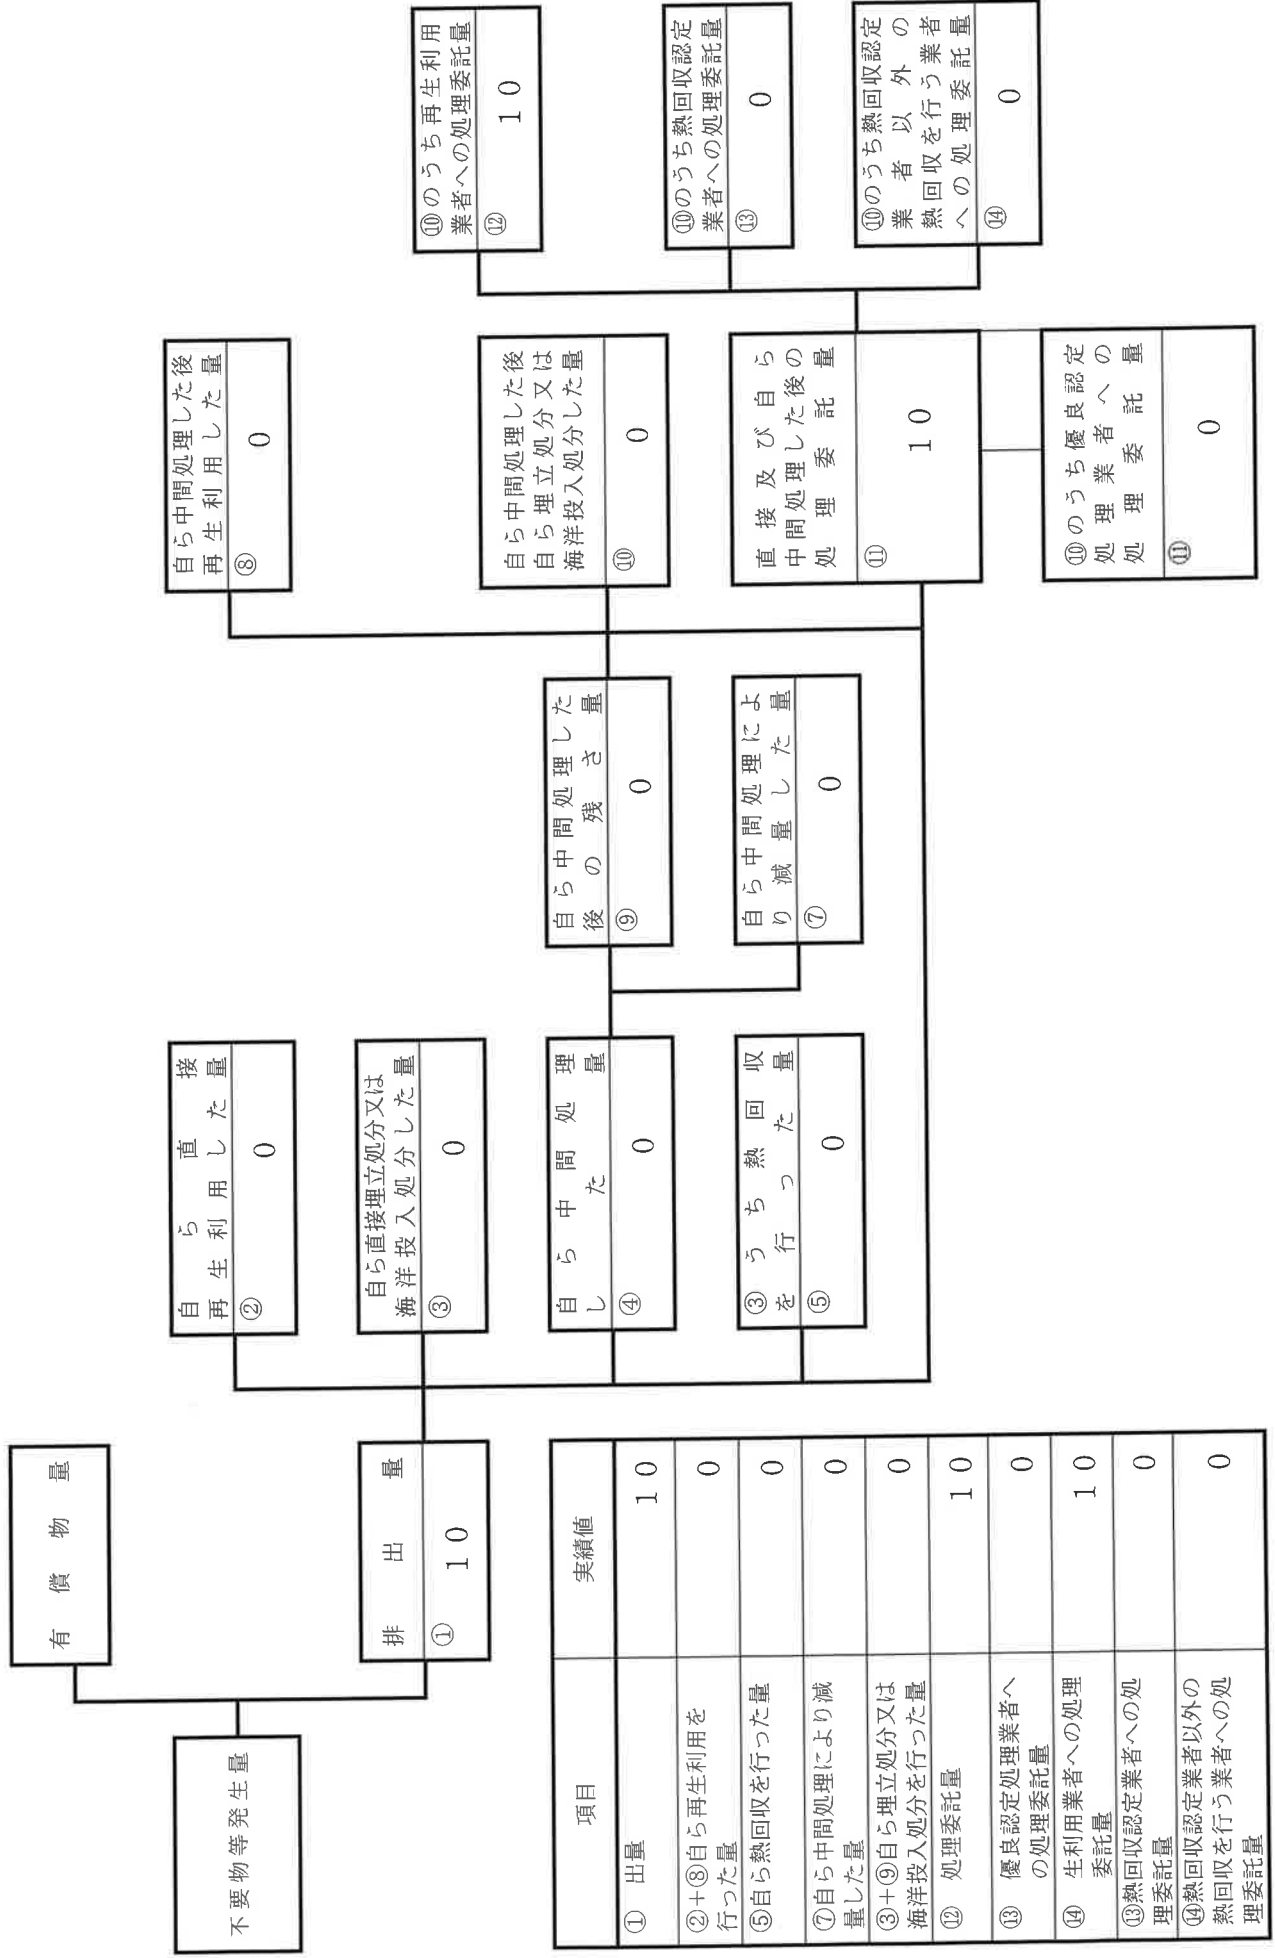 有償物量
不要物等発生量
排出量
①
10
自ら直接
再生利用した量
②
0
自ら直接埋立処分又は
海洋投入処分した量
③
0
自ら中間処理
した量
④
0
③うち熱回収
を行った量
⑤
0
自ら中間処理した
後の残さ量
⑨
0
自ら中間処理によ
り減量した量
⑦
0
自ら中間処理した後
再生利用した量
⑧
0
自ら中間処理した後
自ら埋立処分又は
海洋投入処分した量
⑩
0
直接及び自ら
中間処理した後の
処理委託量
⑪
10
⑩のうち優良認定
処理業者への
処理委託量
⑪
0
⑩のうち再生利用
業者への処理委託量
⑫
10
⑩のうち熱回収認定
業者への処理委託量
⑬
0
⑩のうち熱回収認定
業者以外の
熱回収を行う業者
への処理委託量
⑭
0
項目 実績値
① 出量 10
②+⑧自ら再生利用を
行った量 0
⑤自ら熱回収を行った量 0
⑦自ら中間処理により減
量した量 0
③+⑨自ら埋立処分又は
海洋投入処分を行った量 0
⑫ 処理委託量 10
⑬ 優良認定処理業者へ
の処理委託量 0
⑭ 生利用業者への処理
委託量 10
⑬熱回収認定業者への処
理委託量 0
⑭熱回収認定業者以外の
熱回収を行う業者への処
理委託量 0